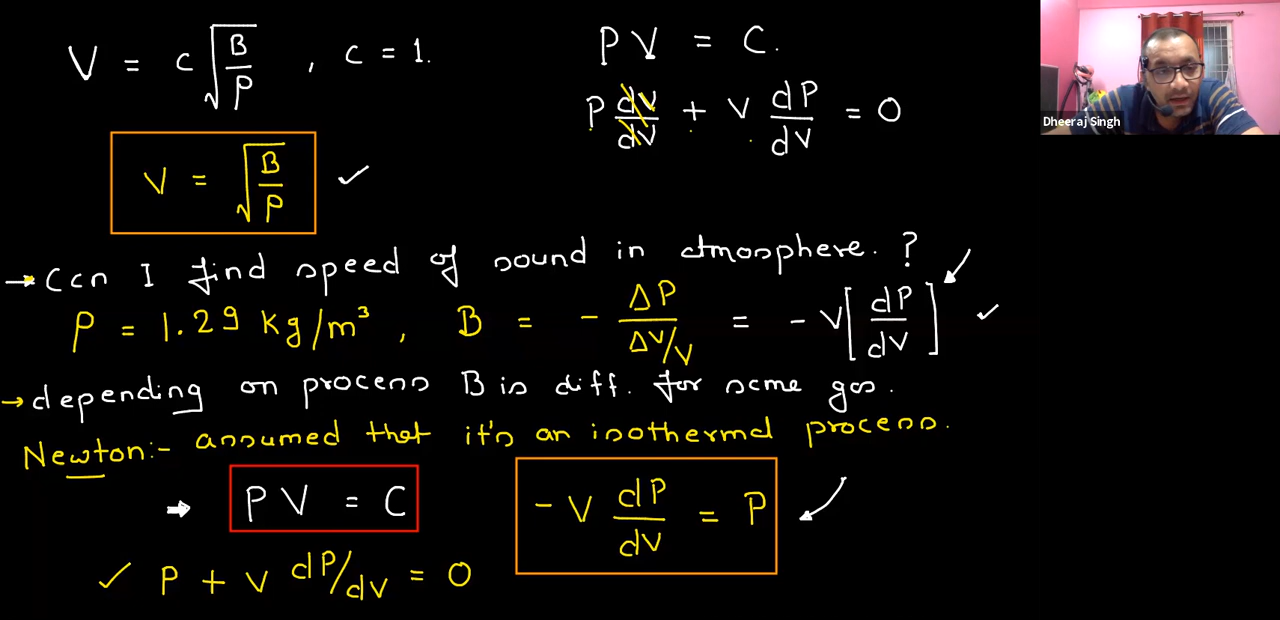 V = c √(B/ρ) , c = 1.
PV = C.
P dV/dV + V dP/dV = 0
Dheeraj Singh
V = √(B/ρ) ✓
→ Can I find speed of sound in atmosphere. ?
ρ = 1.29 kg/m³ , B = - ΔP/(ΔV/V) = - V[dP/dV] ✓
→ depending on process B is diff. for same gas.
Newton:- assumed that it's an isothermal process.
→ PV = C
- V dP/dV = P
✓ P + V dP/dV = 0